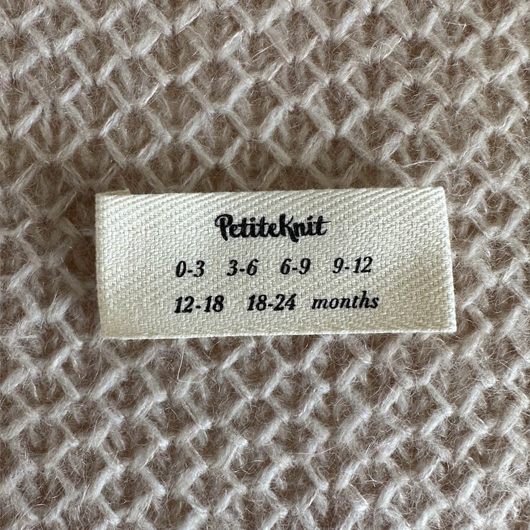 PetiteKnit
0-3 3-6 6-9 9-12
12-18 18-24 months